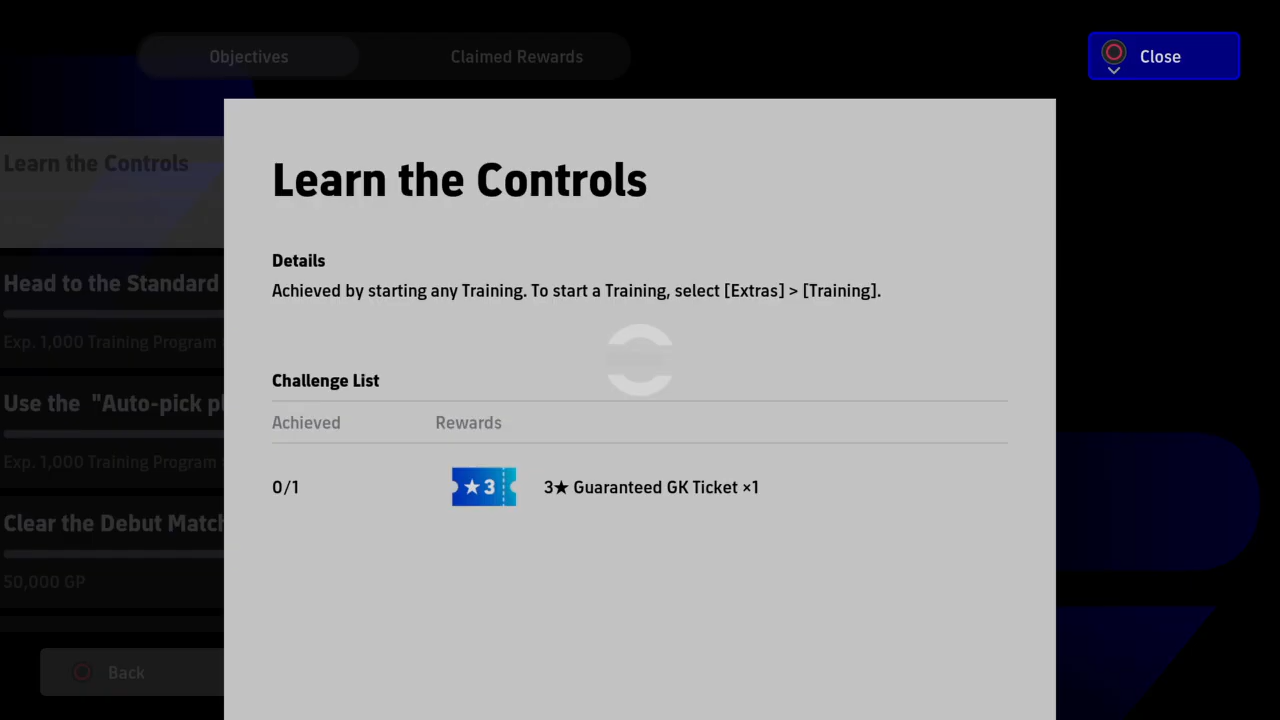 Objectives
Claimed Rewards
Close
Learn the Controls
Learn the Controls
Details
Achieved by starting any Training. To start a Training, select [Extras] > [Training].
Head to the Standard
Exp. 1,000 Training Program
Challenge List
Use the "Auto-pick
Achieved Rewards
Exp. 1,000 Training Program
0/1 ★ 3 3★ Guaranteed GK Ticket ×1
Clear the Debut Match
50,000 GP
Back